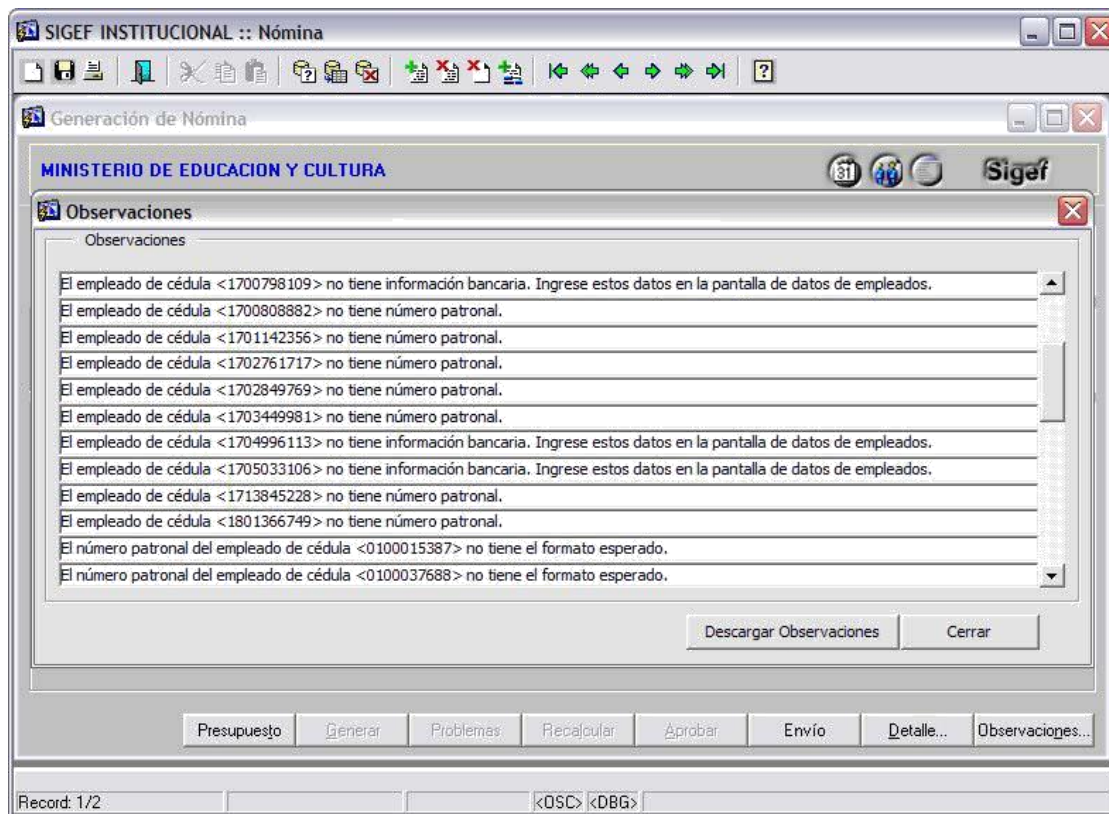 SIGEF INSTITUCIONAL :: Nómina
Generación de Nómina
MINISTERIO DE EDUCACION Y CULTURA
31
Sigef
Observaciones
Observaciones
El empleado de cédula <1700798109> no tiene información bancaria. Ingrese estos datos en la pantalla de datos de empleados.
El empleado de cédula <1700808882> no tiene número patronal.
El empleado de cédula <1701142356> no tiene número patronal.
El empleado de cédula <1702761717> no tiene número patronal.
El empleado de cédula <1702849769> no tiene número patronal.
El empleado de cédula <1703449981> no tiene número patronal.
El empleado de cédula <1704996113> no tiene información bancaria. Ingrese estos datos en la pantalla de datos de empleados.
El empleado de cédula <1705033106> no tiene información bancaria. Ingrese estos datos en la pantalla de datos de empleados.
El empleado de cédula <1713845228> no tiene número patronal.
El empleado de cédula <1801366749> no tiene número patronal.
El número patronal del empleado de cédula <0100015387> no tiene el formato esperado.
El número patronal del empleado de cédula <0100037688> no tiene el formato esperado.
Descargar Observaciones Cerrar
Presupuesto Generar Problemas Recalcular Aprobar Envío Detalle... Observaciones...
Record: 1/2 <OSC> <DBG>